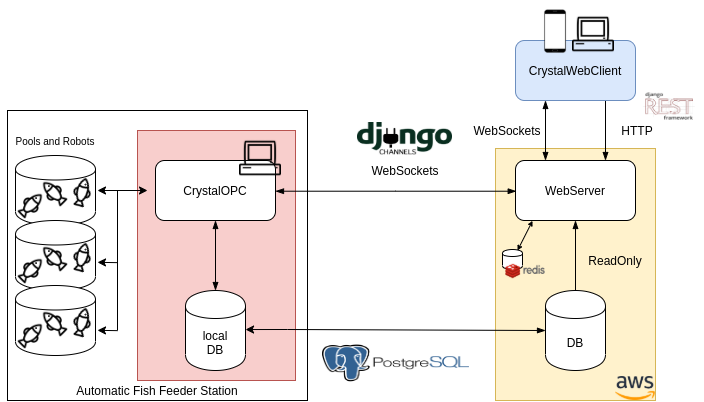 CrystalWebClient
django
REST
framework
WebSockets
HTTP
django
CHANNELS
WebSockets
Pools and Robots
CrystalOPC
WebServer
redis
ReadOnly
local
DB
DB
PostgreSQL
aws
Automatic Fish Feeder Station